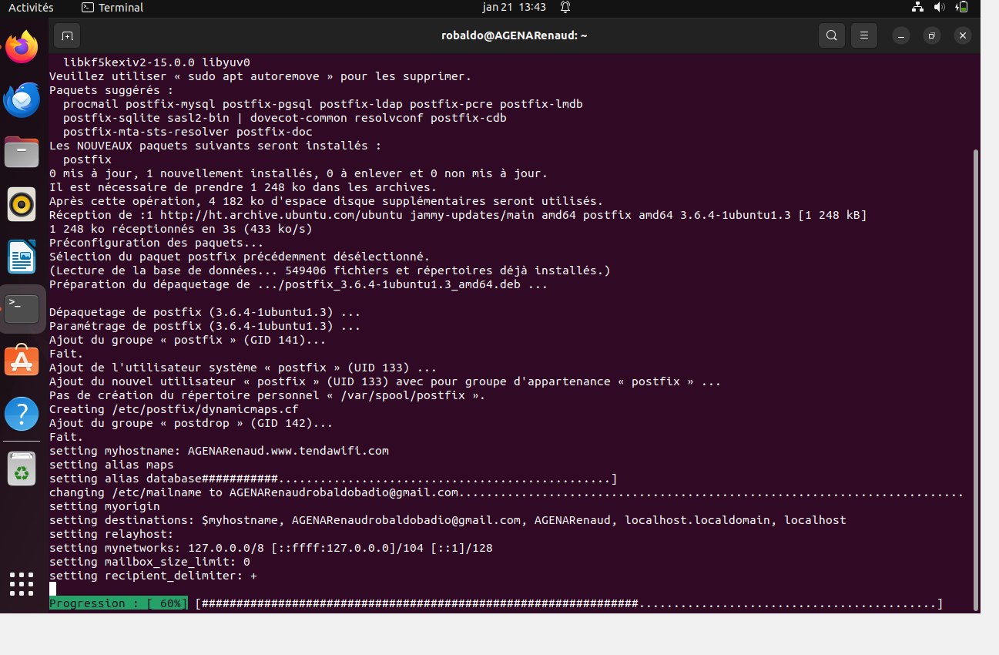 Activités
Terminal
jan 21 13:43
robaldo@AGENARenaud: ~
libkf5kexiv2-15.0.0 libyuv0
Veuillez utiliser « sudo apt autoremove » pour les supprimer.
Paquets suggérés :
procmail postfix-mysql postfix-pgsql postfix-ldap postfix-pcre postfix-lmdb
postfix-sqlite sasl2-bin | dovecot-common resolvconf postfix-cdb
postfix-mta-sts-resolver postfix-doc
Les NOUVEAUX paquets suivants seront installés :
postfix
0 mis à jour, 1 nouvellement installés, 0 à enlever et 0 non mis à jour.
Il est nécessaire de prendre 1 248 ko dans les archives.
Après cette opération, 4 182 ko d'espace disque supplémentaires seront utilisés.
Réception de :1 http://ht.archive.ubuntu.com/ubuntu jammy-updates/main amd64 postfix amd64 3.6.4-1ubuntu1.3 [1 248 kB]
1 248 ko réceptionnés en 3s (433 ko/s)
Préconfiguration des paquets...
Sélection du paquet postfix précédemment désélectionné.
(Lecture de la base de données... 549406 fichiers et répertoires déjà installés.)
Préparation du dépaquetage de .../postfix_3.6.4-1ubuntu1.3_amd64.deb ...
Dépaquetage de postfix (3.6.4-1ubuntu1.3) ...
Paramétrage de postfix (3.6.4-1ubuntu1.3) ...
Ajout du groupe « postfix » (GID 141)...
Fait.
Ajout de l'utilisateur système « postfix » (UID 133) ...
Ajout du nouvel utilisateur « postfix » (UID 133) avec pour groupe d'appartenance « postfix » ...
Pas de création du répertoire personnel « /var/spool/postfix ».
Creating /etc/postfix/dynamicmaps.cf
Ajout du groupe « postdrop » (GID 142)...
Fait.
setting myhostname: AGENARenaud.www.tendawifi.com
setting alias maps
setting alias database###########................................................]
changing /etc/mailname to AGENARenaudrobaldobadio@gmail.com.........................................................................
setting myorigin
setting destinations: $myhostname, AGENARenaudrobaldobadio@gmail.com, AGENARenaud, localhost.localdomain, localhost
setting relayhost:
setting mynetworks: 127.0.0.0/8 [::ffff:127.0.0.0]/104 [::1]/128
setting mailbox_size_limit: 0
setting recipient_delimiter: +
Progression : [ 60%] [###############################################################...........................................]